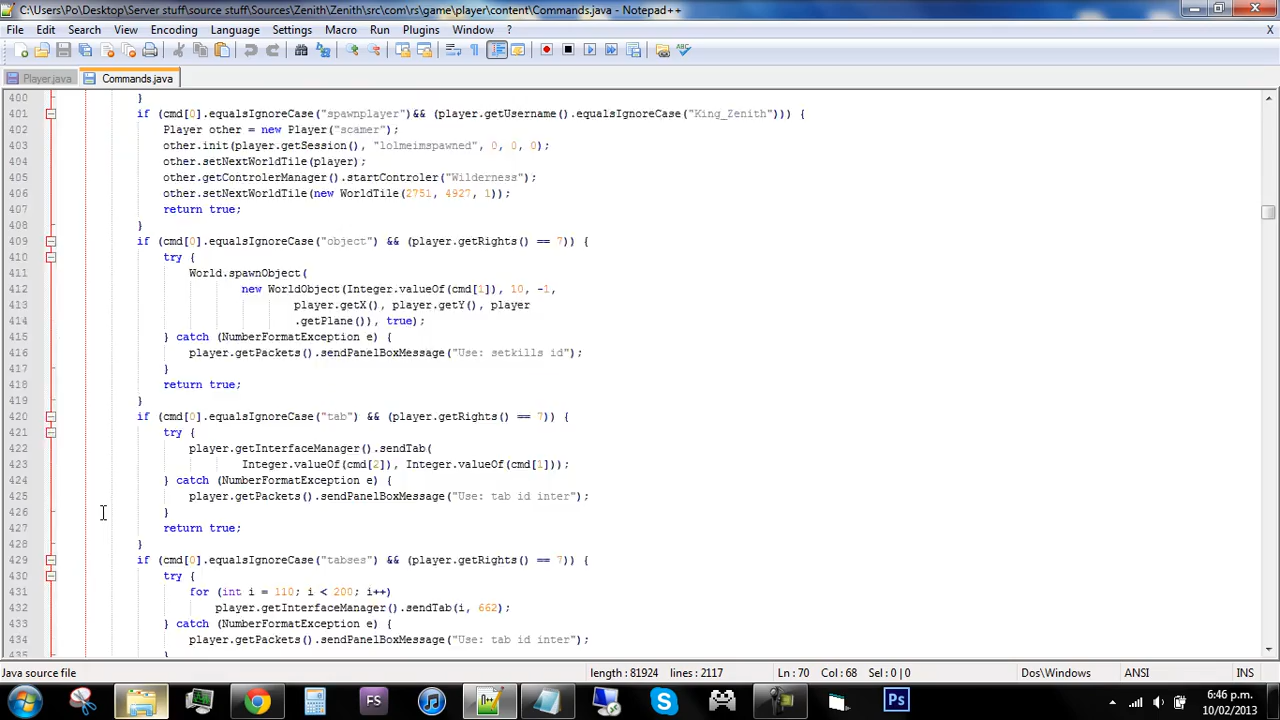 C:\Users\Po\Desktop\Server stuff\source stuff\Sources\Zenith\Zenith\src\com\rs\game\player\content\Commands.java - Notepad++
File Edit Search View Encoding Language Settings Macro Run Plugins Window ? X
Player.java Commands.java
400 }
401 if (cmd[0].equalsIgnoreCase("spawnplayer")&& (player.getUsername().equalsIgnoreCase("King_Zenith"))) {
402 Player other = new Player("scamer");
403 other.init(player.getSession(), "lolmeimspawned", 0, 0, 0);
404 other.setNextWorldTile(player);
405 other.getControlerManager().startControler("Wilderness");
406 other.setNextWorldTile(new WorldTile(2751, 4927, 1));
407 return true;
408 }
409 if (cmd[0].equalsIgnoreCase("object") && (player.getRights() == 7)) {
410 try {
411 World.spawnObject(
412 new WorldObject(Integer.valueOf(cmd[1]), 10, -1,
413 player.getX(), player.getY(), player
414 .getPlane()), true);
415 } catch (NumberFormatException e) {
416 player.getPackets().sendPanelBoxMessage("Use: setkills id");
417 }
418 return true;
419 }
420 if (cmd[0].equalsIgnoreCase("tab") && (player.getRights() == 7)) {
421 try {
422 player.getInterfaceManager().sendTab(
423 Integer.valueOf(cmd[2]), Integer.valueOf(cmd[1]));
424 } catch (NumberFormatException e) {
425 player.getPackets().sendPanelBoxMessage("Use: tab id inter");
426 }
427 return true;
428 }
429 if (cmd[0].equalsIgnoreCase("tabses") && (player.getRights() == 7)) {
430 try {
431 for (int i = 110; i < 200; i++)
432 player.getInterfaceManager().sendTab(i, 662);
433 } catch (NumberFormatException e) {
434 player.getPackets().sendPanelBoxMessage("Use: tab id inter");
435 }
Java source file length : 81924 lines : 2117 Ln : 70 Col : 68 Sel : 0 | 0 Dos\Windows ANSI INS
FS Ps 6:46 p.m.
10/02/2013